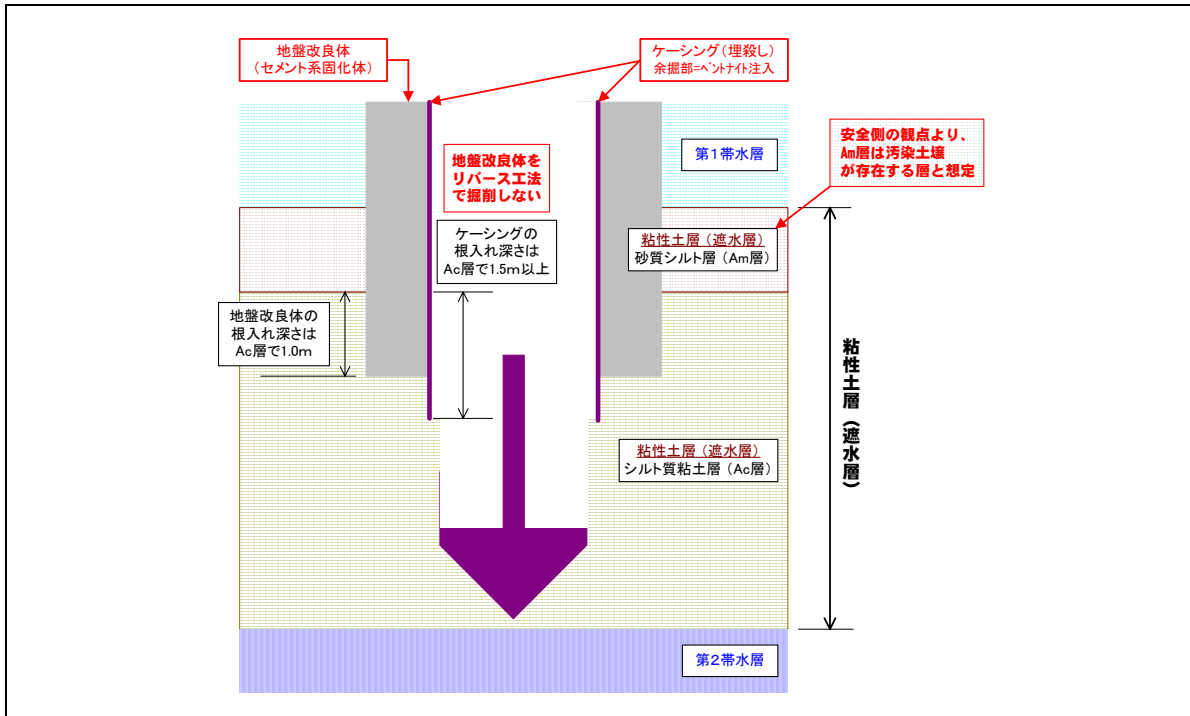 地盤改良体
（セメント系固化体）
ケーシング（埋殺し）
余掘部=ﾍﾞﾝﾄﾅｲﾄ注入
第１帯水層
安全側の観点より、
Am層は汚染土壌
が存在する層と想定
地盤改良体を
リバース工法
で掘削しない
ケーシングの
根入れ深さは
Ac層で1.5m以上
粘性土層（遮水層）
砂質シルト層（Am層）
地盤改良体の
根入れ深さは
Ac層で1.0m
粘性土層（遮水層）
粘性土層（遮水層）
シルト質粘土層（Ac層）
第２帯水層